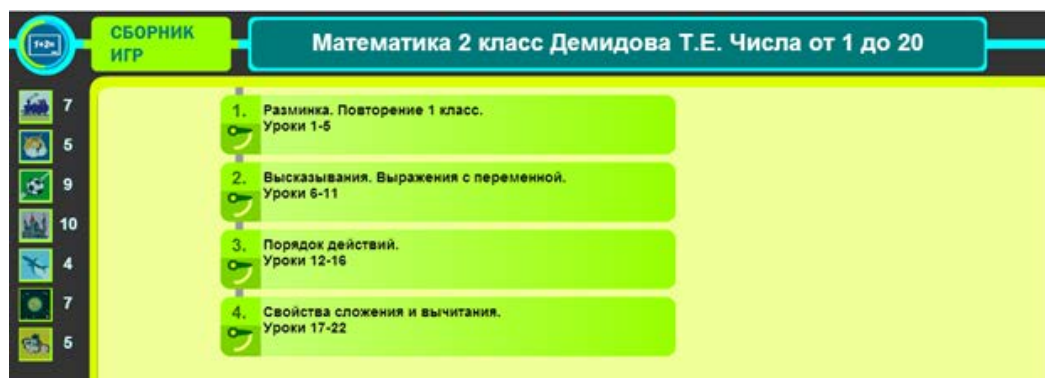 1+2=
СБОРНИК
ИГР
Математика 2 класс Демидова Т.Е. Числа от 1 до 20
7
5
9
10
4
7
5
1. Разминка. Повторение 1 класс.
Уроки 1-5
2. Высказывания. Выражения с переменной.
Уроки 6-11
3. Порядок действий.
Уроки 12-16
4. Свойства сложения и вычитания.
Уроки 17-22